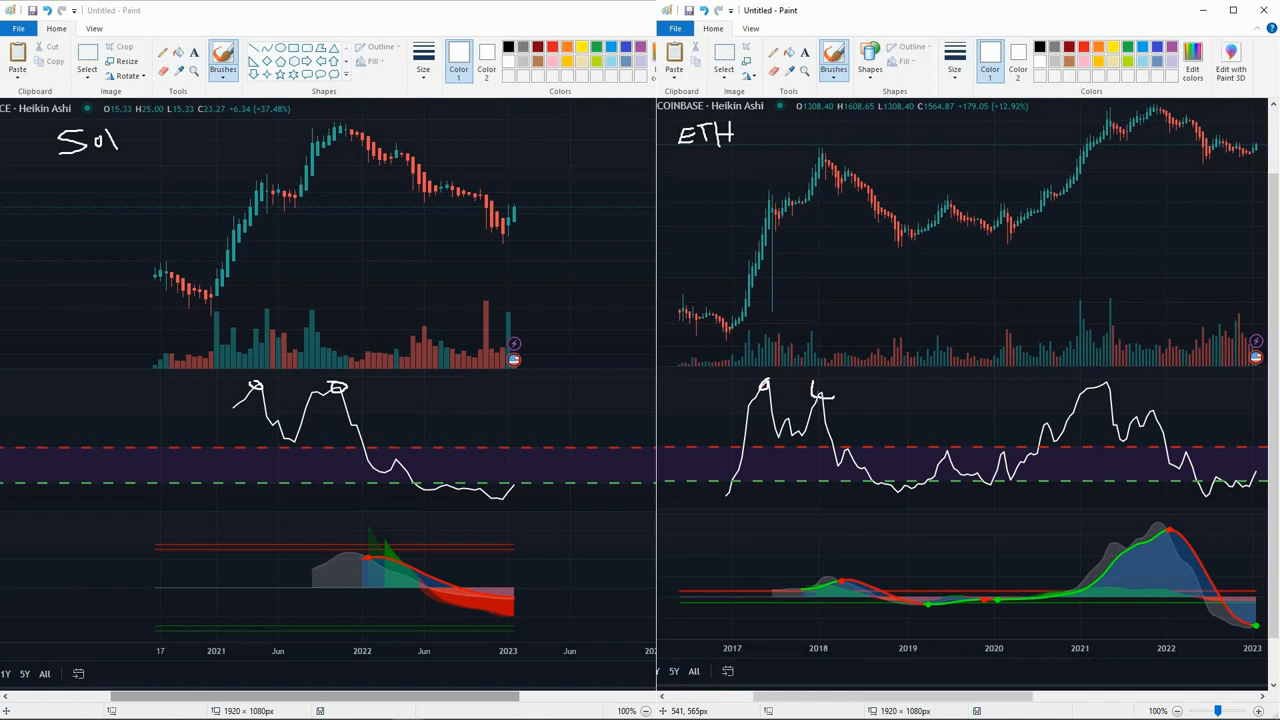 Untitled - Paint
File Home View
Cut
Copy
Paste
Clipboard
Select
Crop
Resize
Rotate
Image
Tools
Brushes
Shapes
Outline
Fill
Size
Color 1
Color 2
Colors
CE · Heikin Ashi O15.33 H25.00 L15.33 C23.27 +6.34 (+37.48%)
Sol
17 2021 Jun 2022 Jun 2023 Jun
1Y 5Y All
1920 × 1080px
100%
Untitled - Paint
File Home View
Paste
Clipboard
Select
Image
Tools
Brushes
Shapes
Outline
Fill
Shapes
Size
Color 1
Color 2
Colors
Edit colors
Edit with Paint 3D
COINBASE · Heikin Ashi O1308.40 H1608.65 L1308.40 C1564.87 +179.05 (+12.92%)
ETH
2017 2018 2019 2020 2021 2022 2023
5Y All
541, 565px
1920 × 1080px
100%